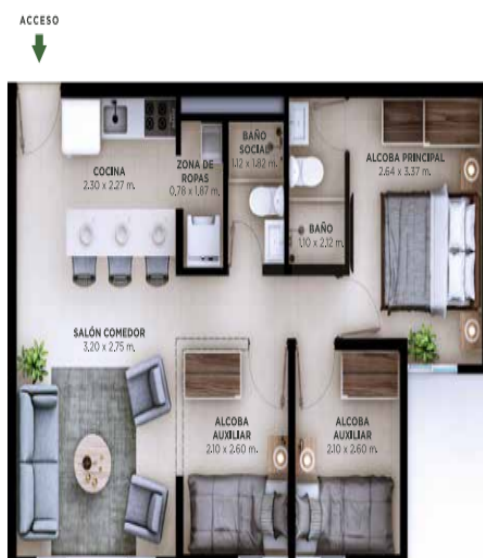 ACCESO
COCINA
2.30 x 2.27 m.
ZONA DE
ROPAS
0,78 x 1,87 m.
BAÑO
SOCIAL
1.12 x 1.82 m.
ALCOBA PRINCIPAL
2.64 x 3.37 m.
BAÑO
1.10 x 2.12 m.
SALÓN COMEDOR
3.20 x 2.75 m.
ALCOBA
AUXILIAR
2.10 x 2.60 m.
ALCOBA
AUXILIAR
2.10 x 2.60 m.